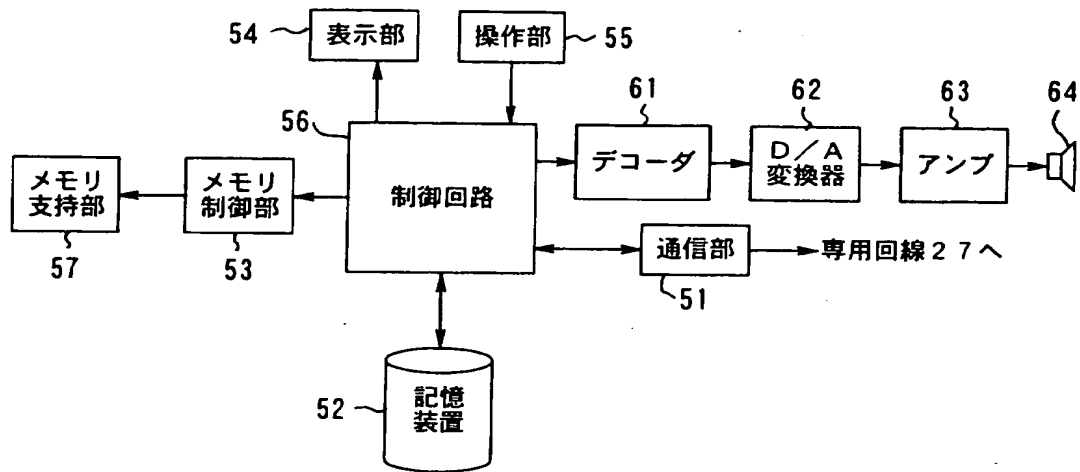 54
表示部
操作部
55
56
制御回路
61
デコーダ
62
D/A
変換器
63
アンプ
64
メモリ
支持部
57
メモリ
制御部
53
通信部
51
専用回線27へ
52
記憶
装置